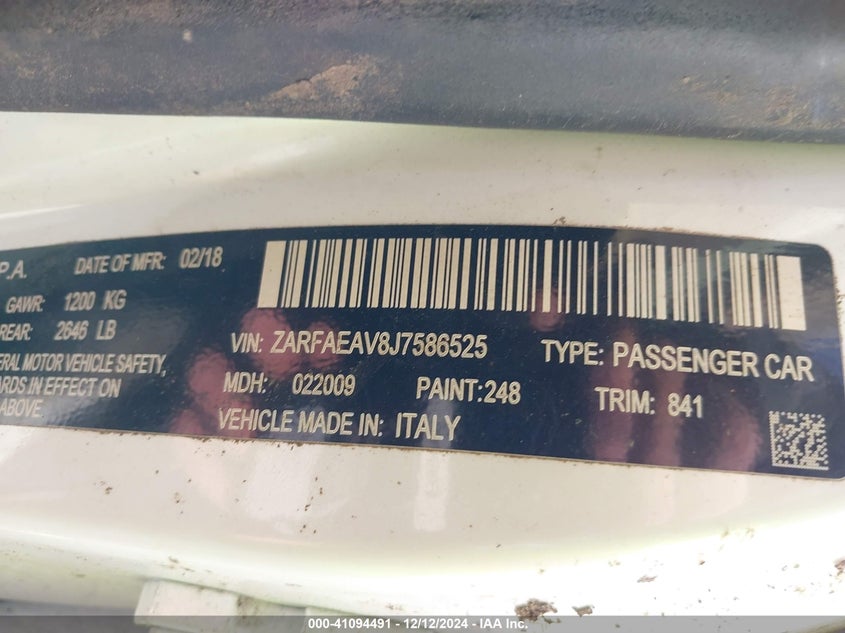 P.A. DATE OF MFR: 02/18
GAWR: 1200 KG
REAR: 2646 LB
MOTOR VEHICLE SAFETY,
IN EFFECT ON
ABOVE.
VIN: ZARFAEAV8J7586525 TYPE: PASSENGER CAR
MDH: 022009 PAINT:248 TRIM: 841
VEHICLE MADE IN: ITALY
000-41094491 - 12/12/2024 - IAA Inc.